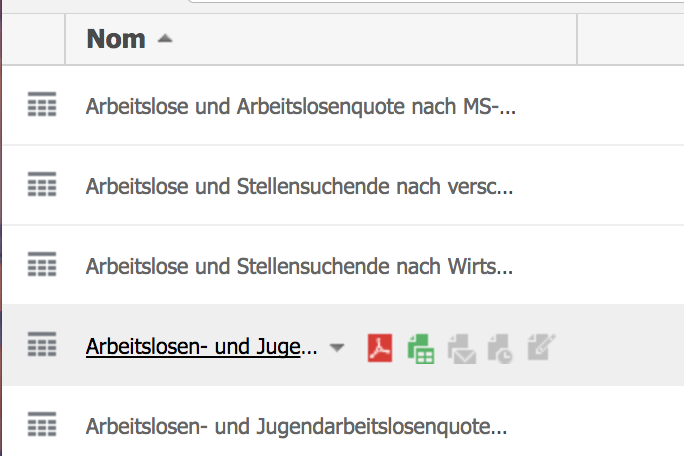 Nom
Arbeitslose und Arbeitslosenquote nach MS-...
Arbeitslose und Stellensuchende nach versc...
Arbeitslose und Stellensuchende nach Wirts...
Arbeitslosen- und Juge...
Arbeitslosen- und Jugendarbeitslosenquote...